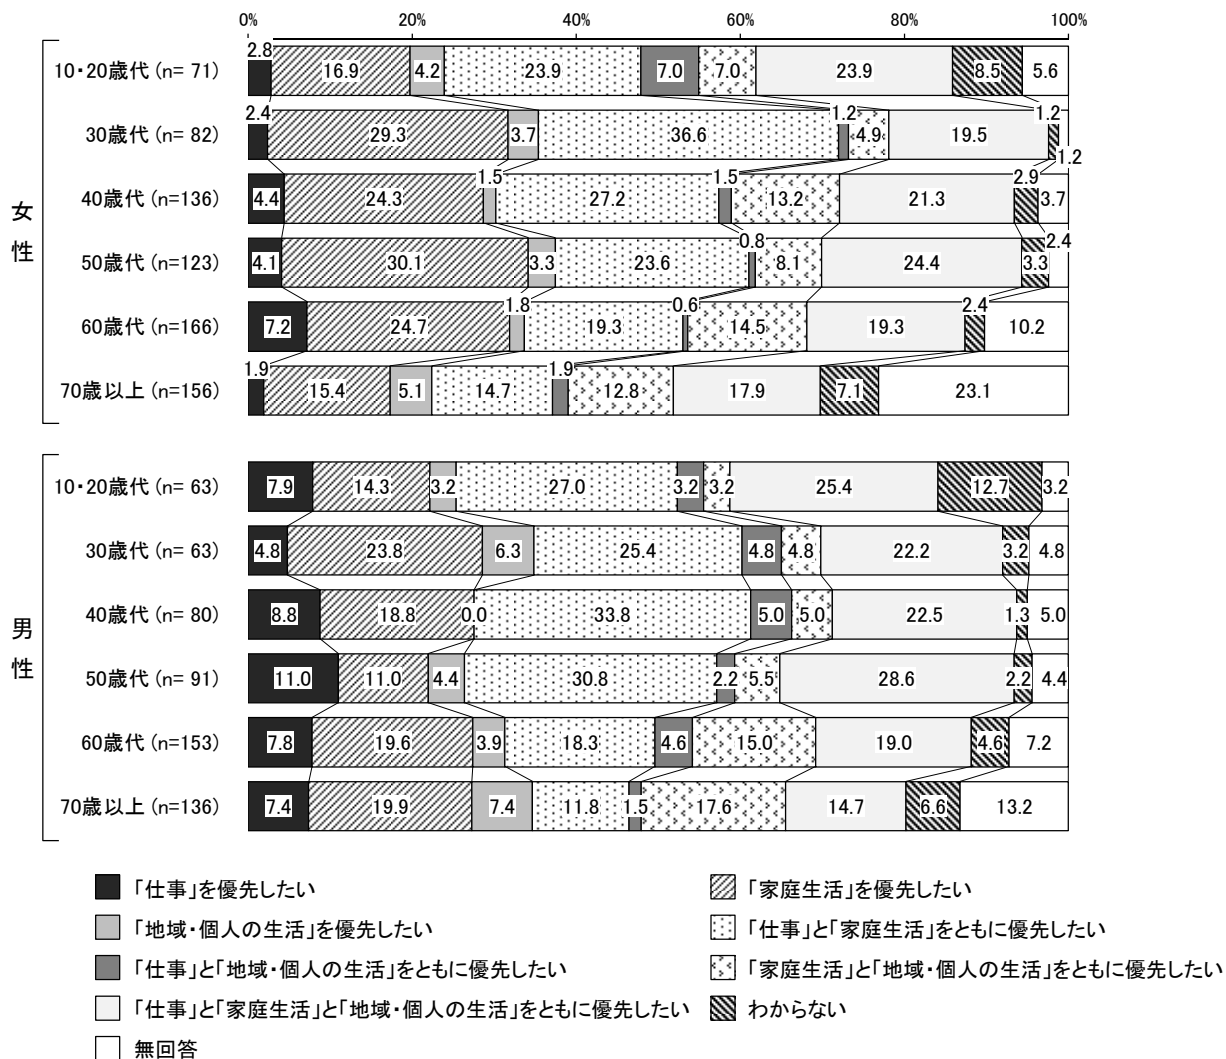 0% 20% 40% 60% 80% 100%
女性
10・20歳代 (n= 71) 2.8 16.9 4.2 23.9 7.0 7.0 23.9 8.5 5.6
30歳代 (n= 82) 2.4 29.3 3.7 36.6 1.2 4.9 19.5 1.2 1.2
40歳代 (n=136) 4.4 24.3 1.5 27.2 1.5 13.2 21.3 2.9 3.7
50歳代 (n=123) 4.1 30.1 3.3 23.6 0.8 8.1 24.4 3.3 2.4
60歳代 (n=166) 7.2 24.7 1.8 19.3 0.6 14.5 19.3 2.4 10.2
70歳以上 (n=156) 1.9 15.4 5.1 14.7 1.9 12.8 17.9 7.1 23.1
男性
10・20歳代 (n= 63) 7.9 14.3 3.2 27.0 3.2 3.2 25.4 12.7 3.2
30歳代 (n= 63) 4.8 23.8 6.3 25.4 4.8 4.8 22.2 3.2 4.8
40歳代 (n= 80) 8.8 18.8 0.0 33.8 5.0 5.0 22.5 1.3 5.0
50歳代 (n= 91) 11.0 11.0 4.4 30.8 2.2 5.5 28.6 2.2 4.4
60歳代 (n=153) 7.8 19.6 3.9 18.3 4.6 15.0 19.0 4.6 7.2
70歳以上 (n=136) 7.4 19.9 7.4 11.8 1.5 17.6 14.7 6.6 13.2
「仕事」を優先したい
「家庭生活」を優先したい
「地域・個人の生活」を優先したい
「仕事」と「家庭生活」をともに優先したい
「仕事」と「地域・個人の生活」をともに優先したい
「家庭生活」と「地域・個人の生活」をともに優先したい
「仕事」と「家庭生活」と「地域・個人の生活」をともに優先したい
わからない
無回答